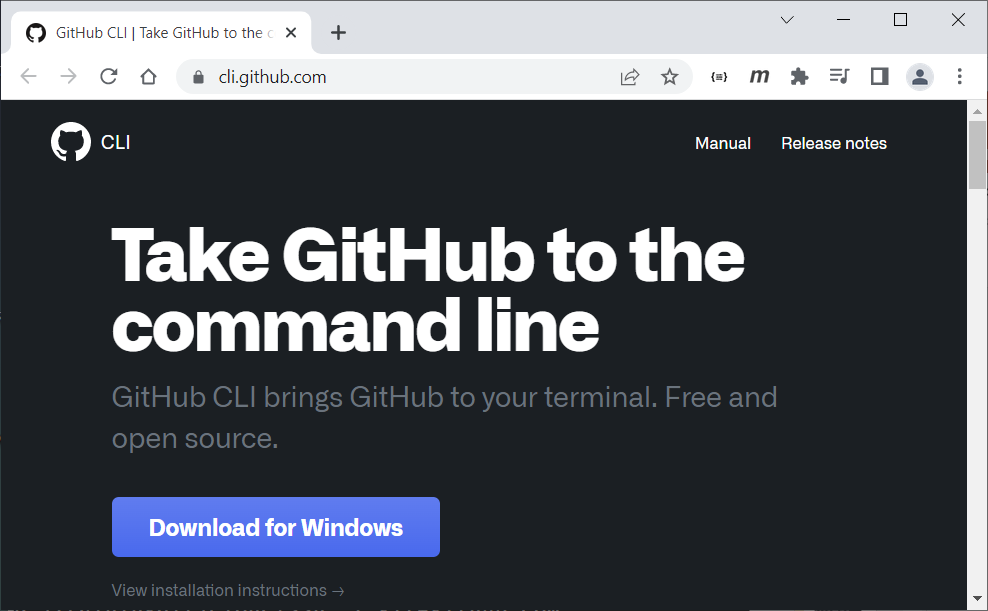 GitHub CLI | Take GitHub to the c
cli.github.com
CLI
Manual
Release notes
Take GitHub to the
command line
GitHub CLI brings GitHub to your terminal. Free and
open source.
Download for Windows
View installation instructions →